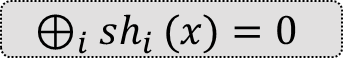 ⨁ᵢ shᵢ (x) = 0